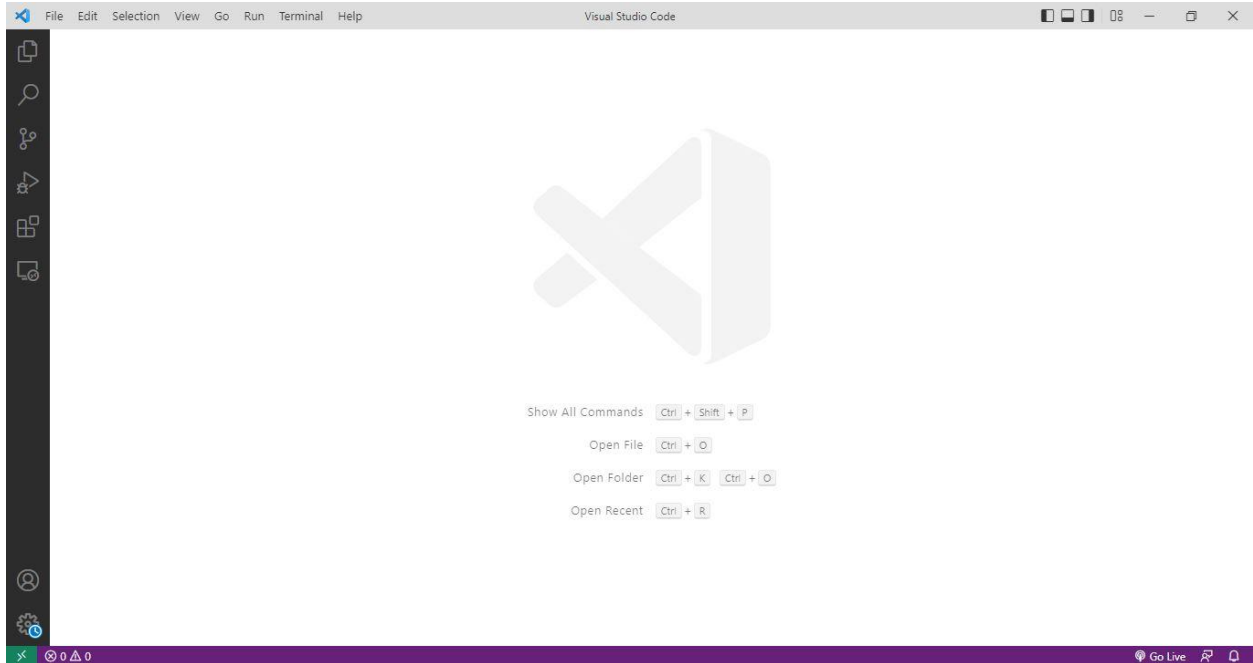 File Edit Selection View Go Run Terminal Help Visual Studio Code
Show All Commands Ctrl + Shift + P
Open File Ctrl + O
Open Folder Ctrl + K Ctrl + O
Open Recent Ctrl + R
0 0 Go Live